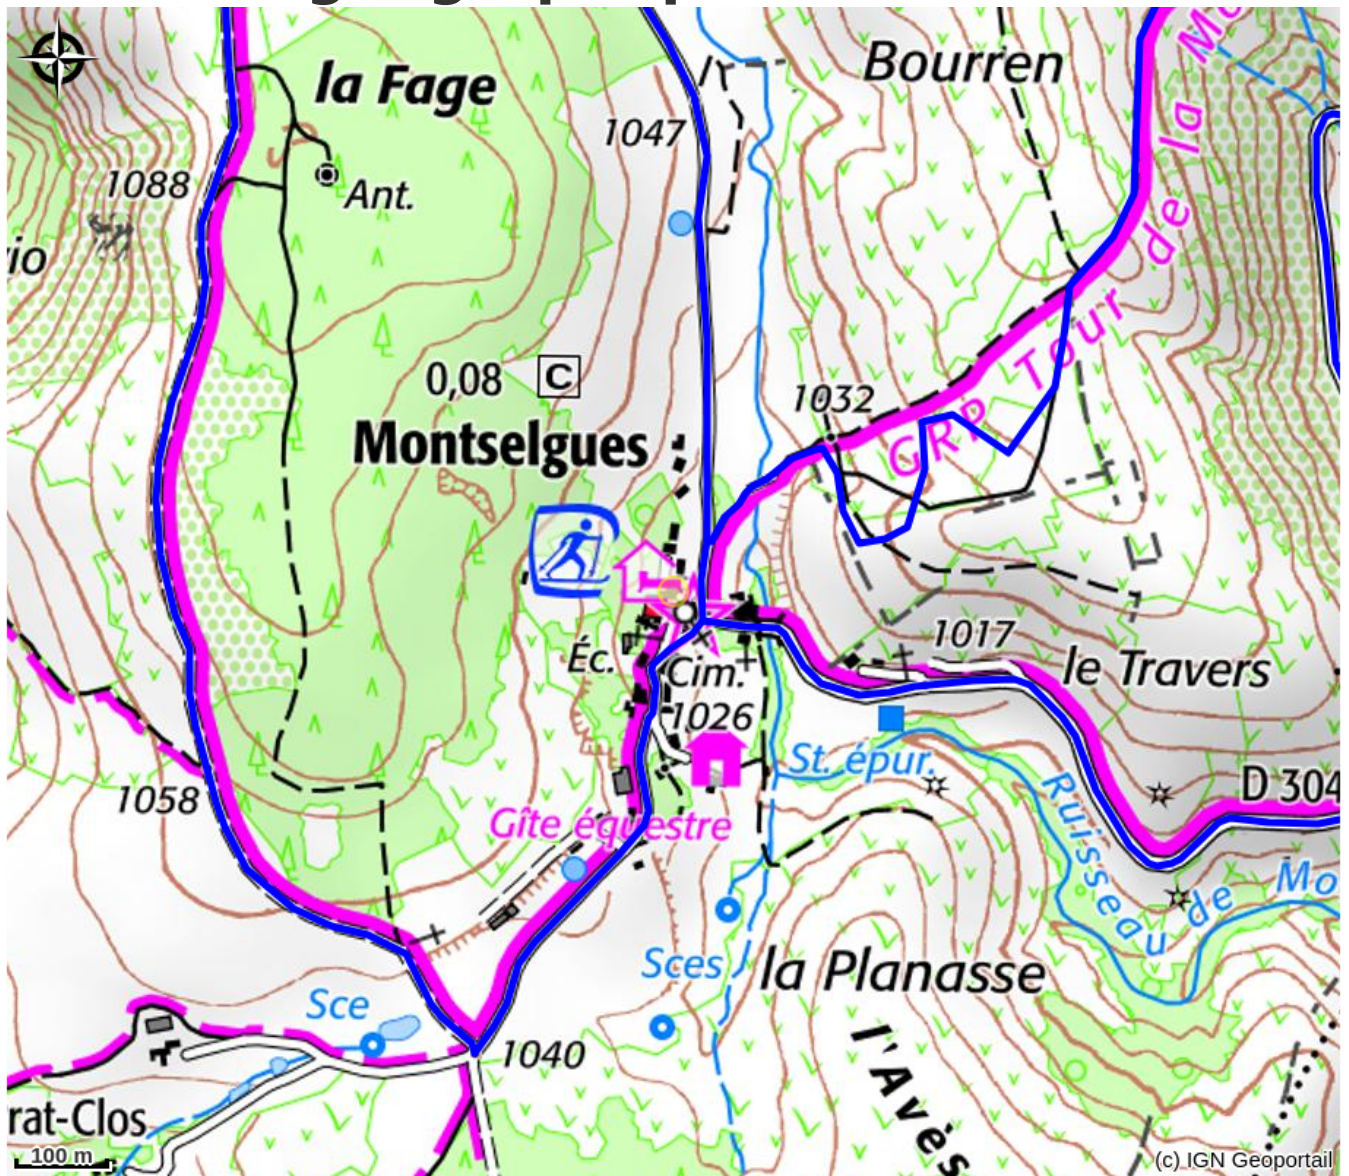 la Fage
Bourren
1047
1088
Ant.
GRP Tour de la
0,08 C
1032
Montselgues
Éc.
Cim.
1017
le Travers
1026
St. épur.
1058
D 304
Gîte équestre
Ruisseau de Mo
Sces
la Planasse
Sce
1040
l'Avès
rat-Clos
100 m
(c) IGN Geoportail